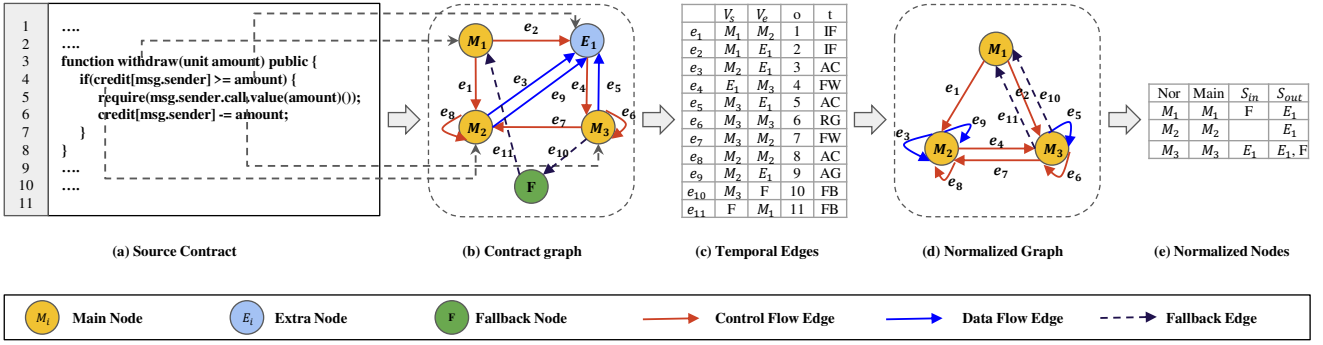 1 ....
2 ....
3 function withdraw(unit amount) public {
4 if(credit[msg.sender] >= amount) {
5 require(msg.sender.call.value(amount)());
6 credit[msg.sender] -= amount;
7 }
8 }
9 ....
10 ....
11
(a) Source Contract
e₂
M₁ E₁
e₃ e₅
e₁ e₄
e₉
e₈ e₇ e₆
M₂ M₃
e₁₁ e₁₀
F
(b) Contract graph
Vₛ Vₑ o t
e₁ M₁ M₂ 1 IF
e₂ M₁ E₁ 2 IF
e₃ M₂ E₁ 3 AC
e₄ E₁ M₃ 4 FW
e₅ M₃ E₁ 5 AC
e₆ M₃ M₃ 6 RG
e₇ M₃ M₂ 7 FW
e₈ M₂ M₂ 8 AC
e₉ M₂ E₁ 9 AG
e₁₀ M₃ F 10 FB
e₁₁ F M₁ 11 FB
(c) Temporal Edges
M₁
e₁ e₂ e₁₀
e₃ e₉ e₁₁ e₅
M₂ e₄ M₃
e₈ e₇ e₆
(d) Normalized Graph
Nor Main S_in S_out
M₁ M₁ F E₁
M₂ M₂ E₁
M₃ M₃ E₁ E₁, F
(e) Normalized Nodes
Mᵢ Main Node Eᵢ Extra Node F Fallback Node Control Flow Edge Data Flow Edge Fallback Edge